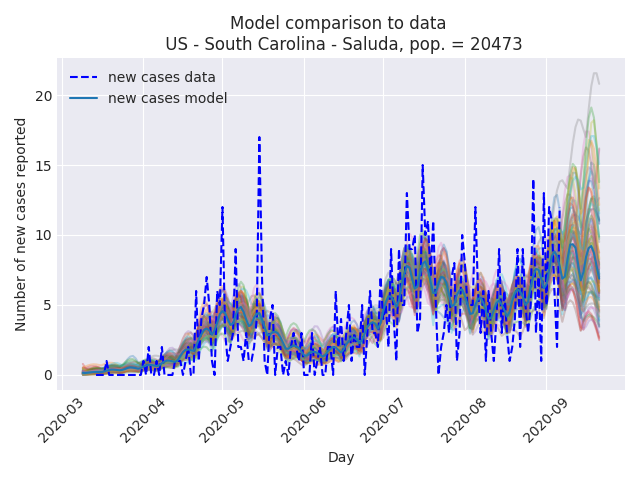 Model comparison to data
US - South Carolina - Saluda, pop. = 20473
new cases data
new cases model
Number of new cases reported
20
15
10
5
0
2020-03
2020-04
2020-05
2020-06
2020-07
2020-08
2020-09
Day